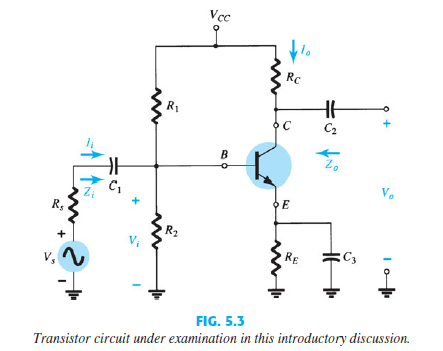 V_CC
I_o
R_C
R_1
C
C_2
+
I_i
B
Z_o
Z_i
C_1
+
V_o
R_s
E
+
V_i
R_2
V_s
R_E
C_3
-
-
-
FIG. 5.3
Transistor circuit under examination in this introductory discussion.